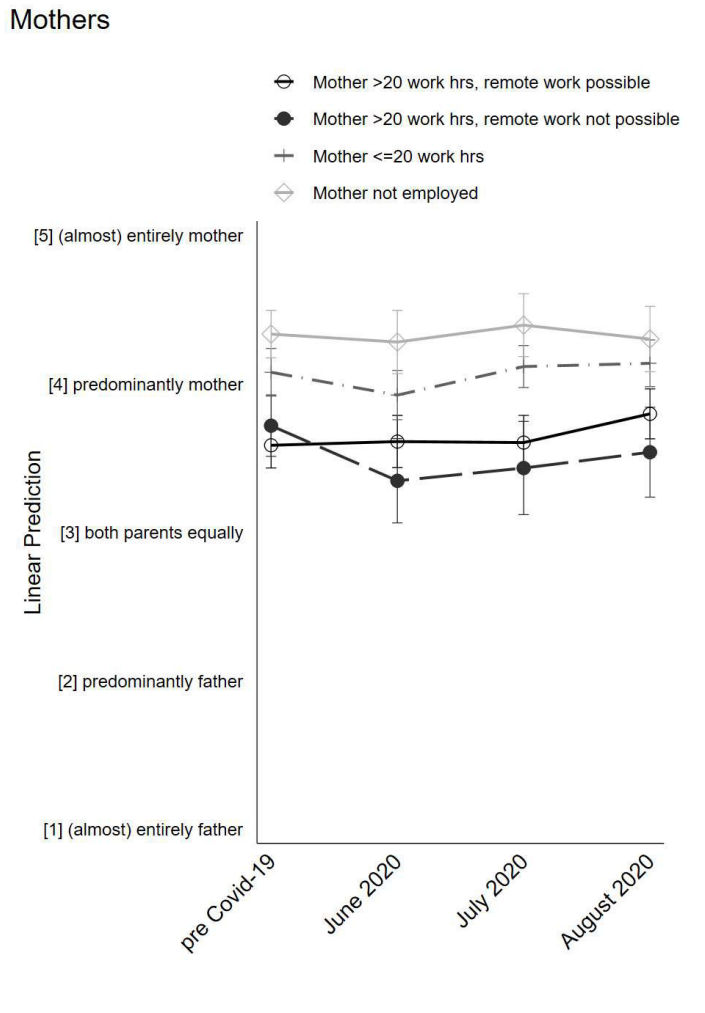 Mothers
Mother >20 work hrs, remote work possible
Mother >20 work hrs, remote work not possible
Mother <=20 work hrs
Mother not employed
[5] (almost) entirely mother
[4] predominantly mother
[3] both parents equally
[2] predominantly father
[1] (almost) entirely father
Linear Prediction
pre Covid-19
June 2020
July 2020
August 2020